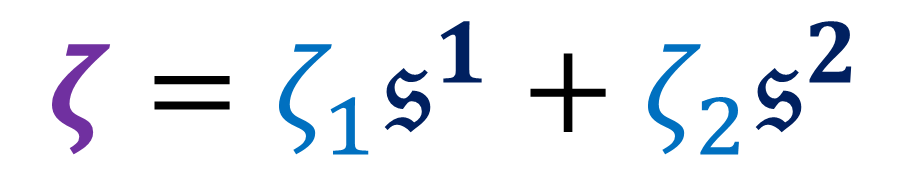 ζ = ζ₁𝔰¹ + ζ₂𝔰²